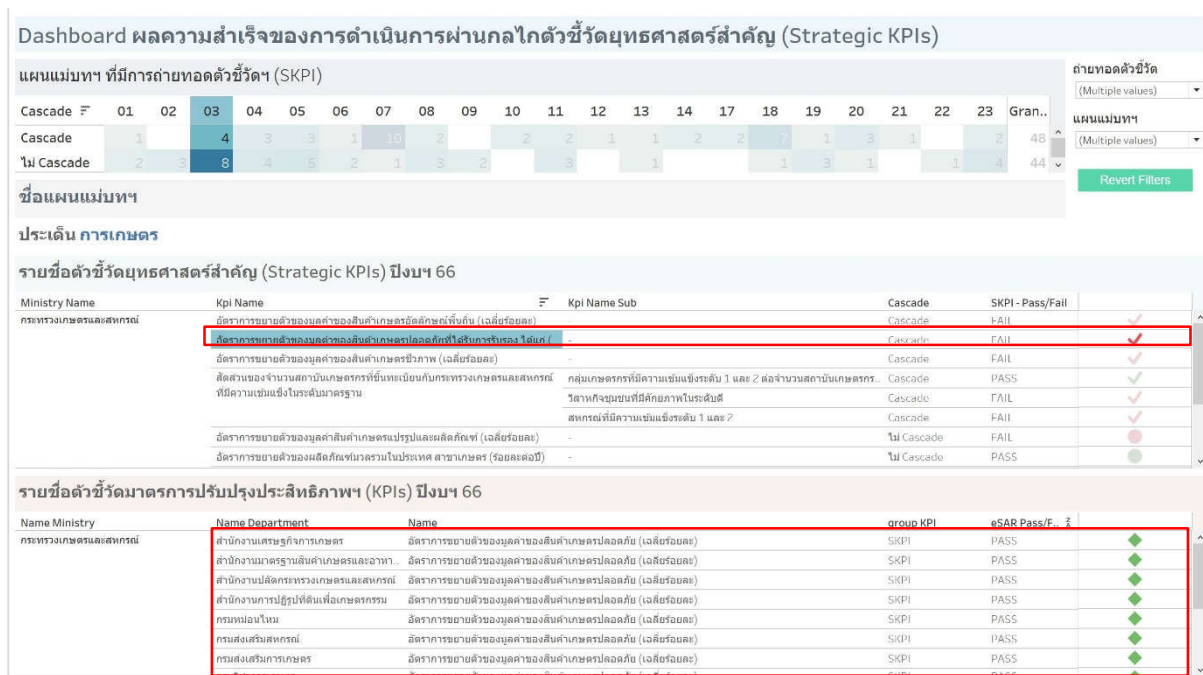 Dashboard ผลความสำเร็จของการดำเนินการผ่านกลไกตัวชี้วัดยุทธศาสตร์สำคัญ (Strategic KPIs)
แผนแม่บทฯ ที่มีการถ่ายทอดตัวชี้วัดฯ (SKPI)
ถ่ายทอดตัวชี้วัด
(Multiple values)
แผนแม่บทฯ
(Multiple values)
Revert Filters
Cascade 01 02 03 04 05 06 07 08 09 10 11 12 13 14 17 18 19 20 21 22 23 Gran..
Cascade 1 4 3 3 1 10 2 2 2 1 1 2 2 7 1 3 1 2 48
ไม่ Cascade 2 3 8 4 5 2 1 3 2 3 1 1 3 1 1 4 44
ชื่อแผนแม่บทฯ
ประเด็น การเกษตร
รายชื่อตัวชี้วัดยุทธศาสตร์สำคัญ (Strategic KPIs) ปีงบฯ 66
Ministry Name Kpi Name Kpi Name Sub Cascade SKPI - Pass/Fail
กระทรวงเกษตรและสหกรณ์ อัตราการขยายตัวของมูลค่าของสินค้าเกษตรอัตลักษณ์พื้นถิ่น (เฉลี่ยร้อยละ) - Cascade FAIL
อัตราการขยายตัวของมูลค่าของสินค้าเกษตรปลอดภัยที่ได้รับการรับรอง ได้แก่ ( - Cascade FAIL
อัตราการขยายตัวของมูลค่าของสินค้าเกษตรชีวภาพ (เฉลี่ยร้อยละ) - Cascade FAIL
สัดส่วนของจำนวนสถาบันเกษตรกรที่ขึ้นทะเบียนกับกระทรวงเกษตรและสหกรณ์ กลุ่มเกษตรกรที่มีความเข้มแข็งระดับ 1 และ 2 ต่อจำนวนสถาบันเกษตรกร.. Cascade PASS
ที่มีความเข้มแข็งในระดับมาตรฐาน วิสาหกิจชุมชนที่มีศักยภาพในระดับดี Cascade FAIL
สหกรณ์ที่มีความเข้มแข็งระดับ 1 และ 2 Cascade FAIL
อัตราการขยายตัวของมูลค่าสินค้าเกษตรแปรรูปและผลิตภัณฑ์ (เฉลี่ยร้อยละ) - ไม่ Cascade FAIL
อัตราการขยายตัวของผลิตภัณฑ์มวลรวมในประเทศ สาขาเกษตร (ร้อยละต่อปี) - ไม่ Cascade PASS
รายชื่อตัวชี้วัดมาตรการปรับปรุงประสิทธิภาพฯ (KPIs) ปีงบฯ 66
Name Ministry Name Department Name group KPI eSAR Pass/F..
กระทรวงเกษตรและสหกรณ์ สำนักงานเศรษฐกิจการเกษตร อัตราการขยายตัวของมูลค่าของสินค้าเกษตรปลอดภัย (เฉลี่ยร้อยละ) SKPI PASS
สำนักงานมาตรฐานสินค้าเกษตรและอาหา.. อัตราการขยายตัวของมูลค่าของสินค้าเกษตรปลอดภัย (เฉลี่ยร้อยละ) SKPI PASS
สำนักงานปลัดกระทรวงเกษตรและสหกรณ์ อัตราการขยายตัวของมูลค่าของสินค้าเกษตรปลอดภัย (เฉลี่ยร้อยละ) SKPI PASS
สำนักงานการปฏิรูปที่ดินเพื่อเกษตรกรรม อัตราการขยายตัวของมูลค่าของสินค้าเกษตรปลอดภัย (เฉลี่ยร้อยละ) SKPI PASS
กรมหม่อนไหม อัตราการขยายตัวของมูลค่าของสินค้าเกษตรปลอดภัย (เฉลี่ยร้อยละ) SKPI PASS
กรมส่งเสริมสหกรณ์ อัตราการขยายตัวของมูลค่าของสินค้าเกษตรปลอดภัย (เฉลี่ยร้อยละ) SKPI PASS
กรมส่งเสริมการเกษตร อัตราการขยายตัวของมูลค่าของสินค้าเกษตรปลอดภัย (เฉลี่ยร้อยละ) SKPI PASS